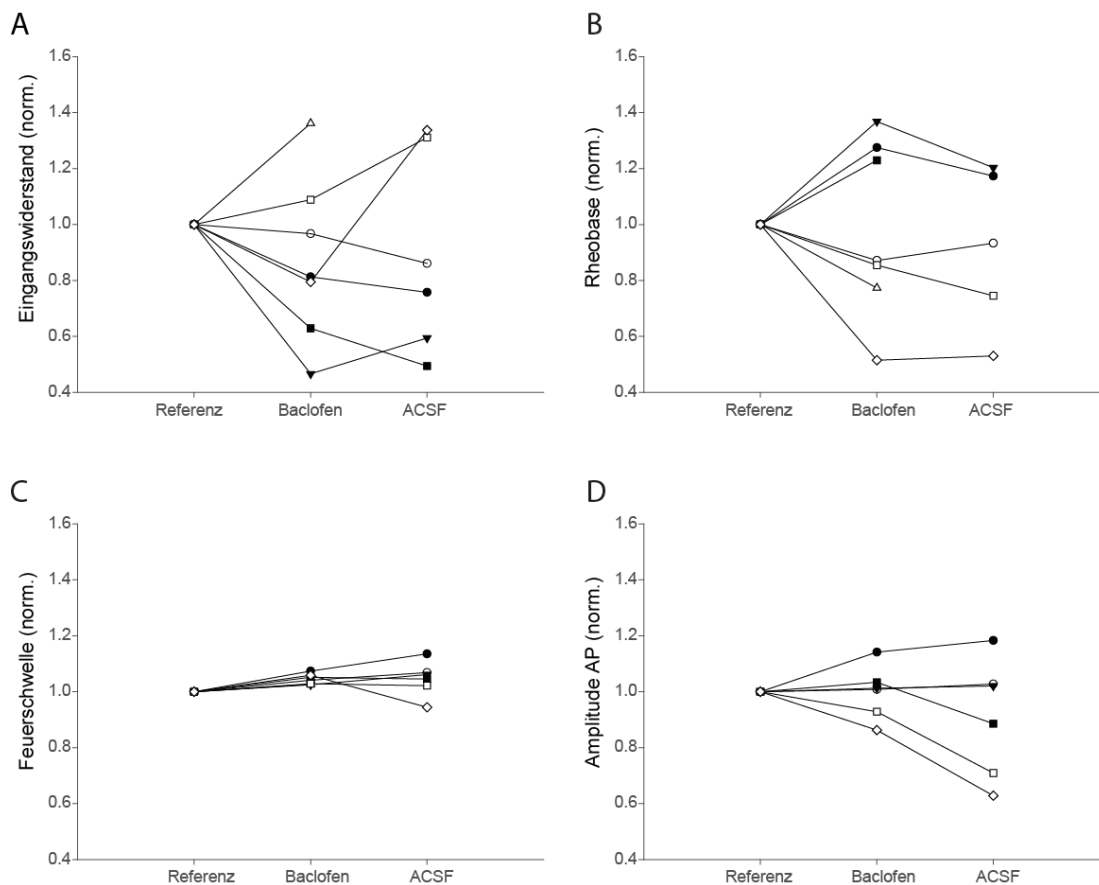 A
Eingangswiderstand (norm.)
1.6
1.4
1.2
1.0
0.8
0.6
0.4
Referenz Baclofen ACSF
B
Rheobase (norm.)
1.6
1.4
1.2
1.0
0.8
0.6
0.4
Referenz Baclofen ACSF
C
Feuerschwelle (norm.)
1.6
1.4
1.2
1.0
0.8
0.6
0.4
Referenz Baclofen ACSF
D
Amplitude AP (norm.)
1.6
1.4
1.2
1.0
0.8
0.6
0.4
Referenz Baclofen ACSF